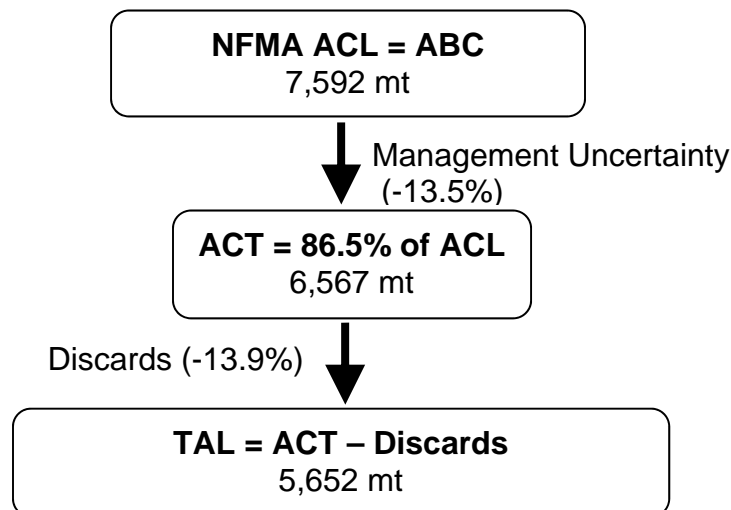 NFMA ACL = ABC
7,592 mt
Management Uncertainty
(-13.5%)
ACT = 86.5% of ACL
6,567 mt
Discards (-13.9%)
TAL = ACT – Discards
5,652 mt